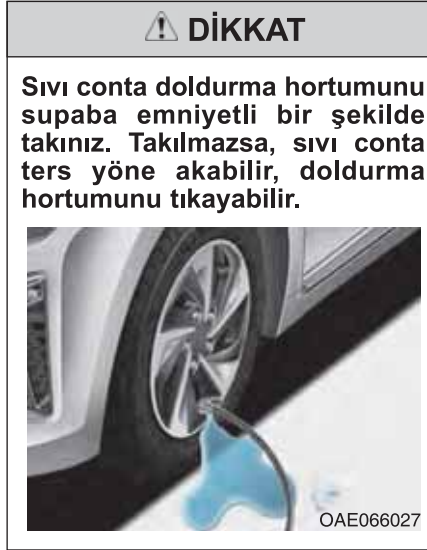 DİKKAT
Sıvı conta doldurma hortumunu
supaba emniyetli bir şekilde
takınız. Takılmazsa, sıvı conta
ters yöne akabilir, doldurma
hortumunu tıkayabilir.
OAE066027